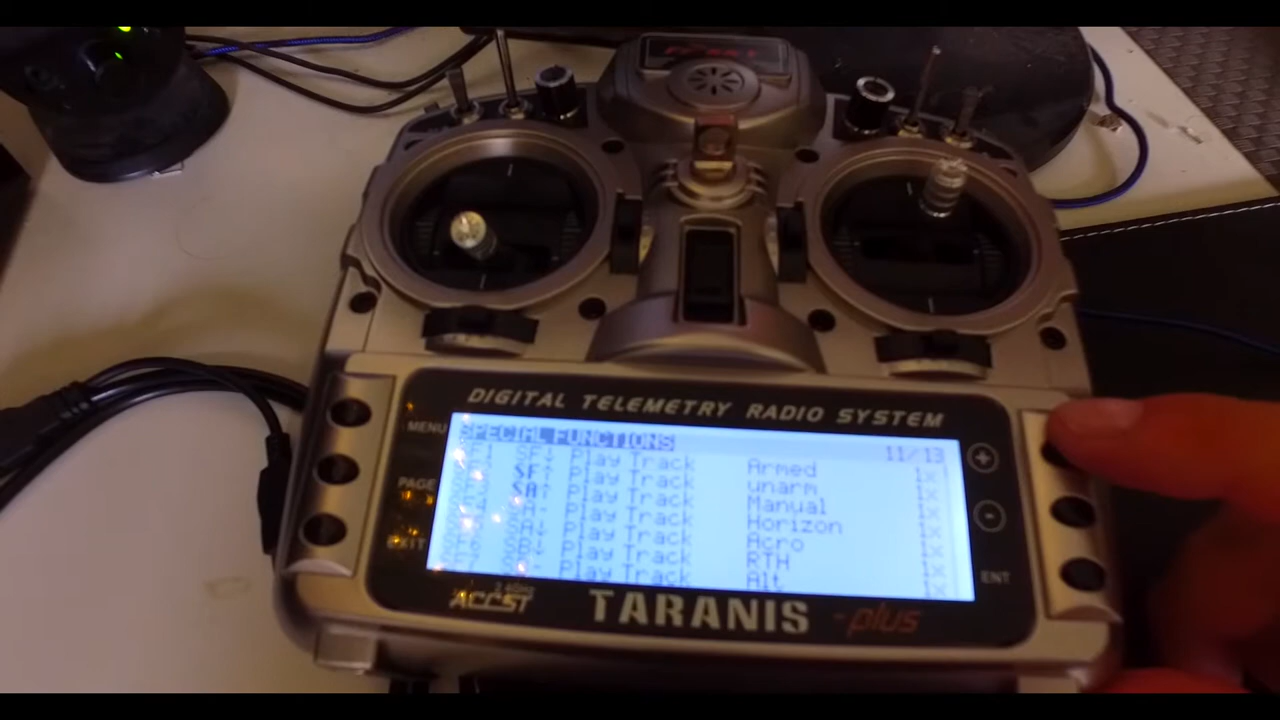 FrSKY
DIGITAL TELEMETRY RADIO SYSTEM
MENU
PAGE
EXIT
SPECIAL FUNCTIONS 11/13
Play Track Armed 1x
SF↑ Play Track unarm 1x
SA↑ Play Track Manual 1x
Play Track Horizon 1x
Play Track Acro 1x
Play Track RTH 1x
Play Track Alt 1x
+
-
ENT
ACCST
TARANIS -plus